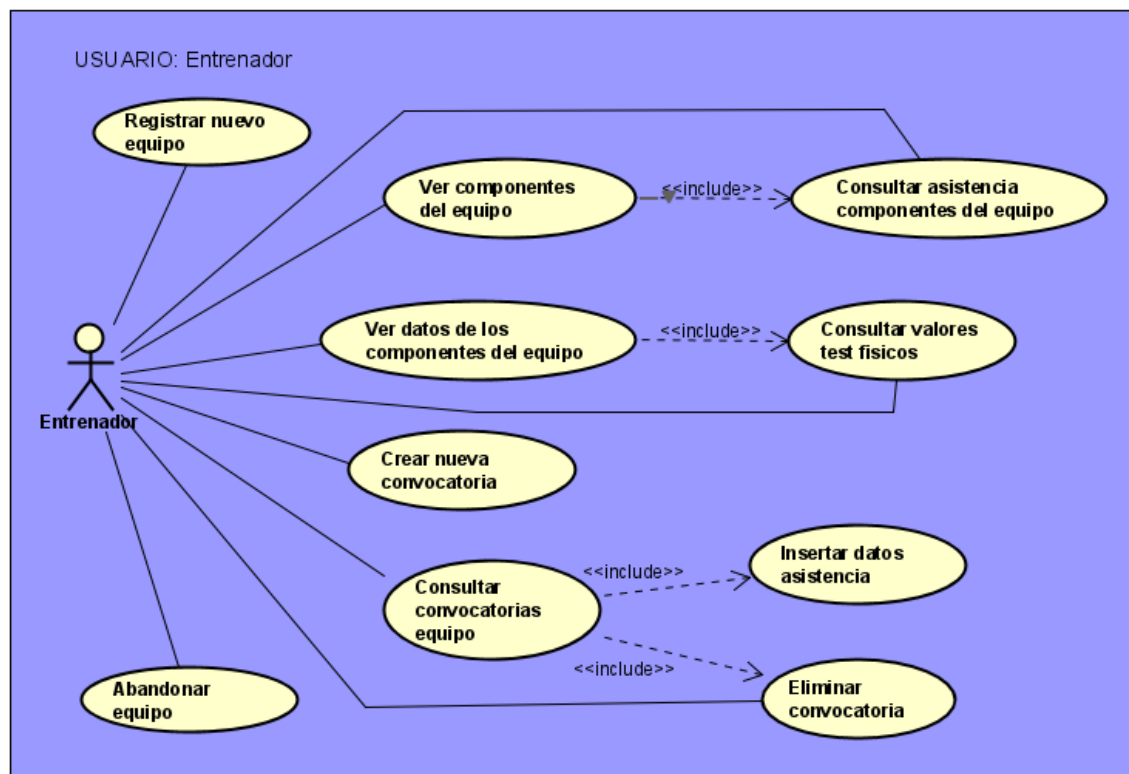 USUARIO: Entrenador
Registrar nuevo
equipo
Ver componentes
del equipo
<<include>>
Consultar asistencia
componentes del equipo
Ver datos de los
componentes del equipo
<<include>>
Consultar valores
test fisicos
Entrenador
Crear nueva
convocatoria
Consultar
convocatorias
equipo
<<include>>
Insertar datos
asistencia
<<include>>
Eliminar
convocatoria
Abandonar
equipo